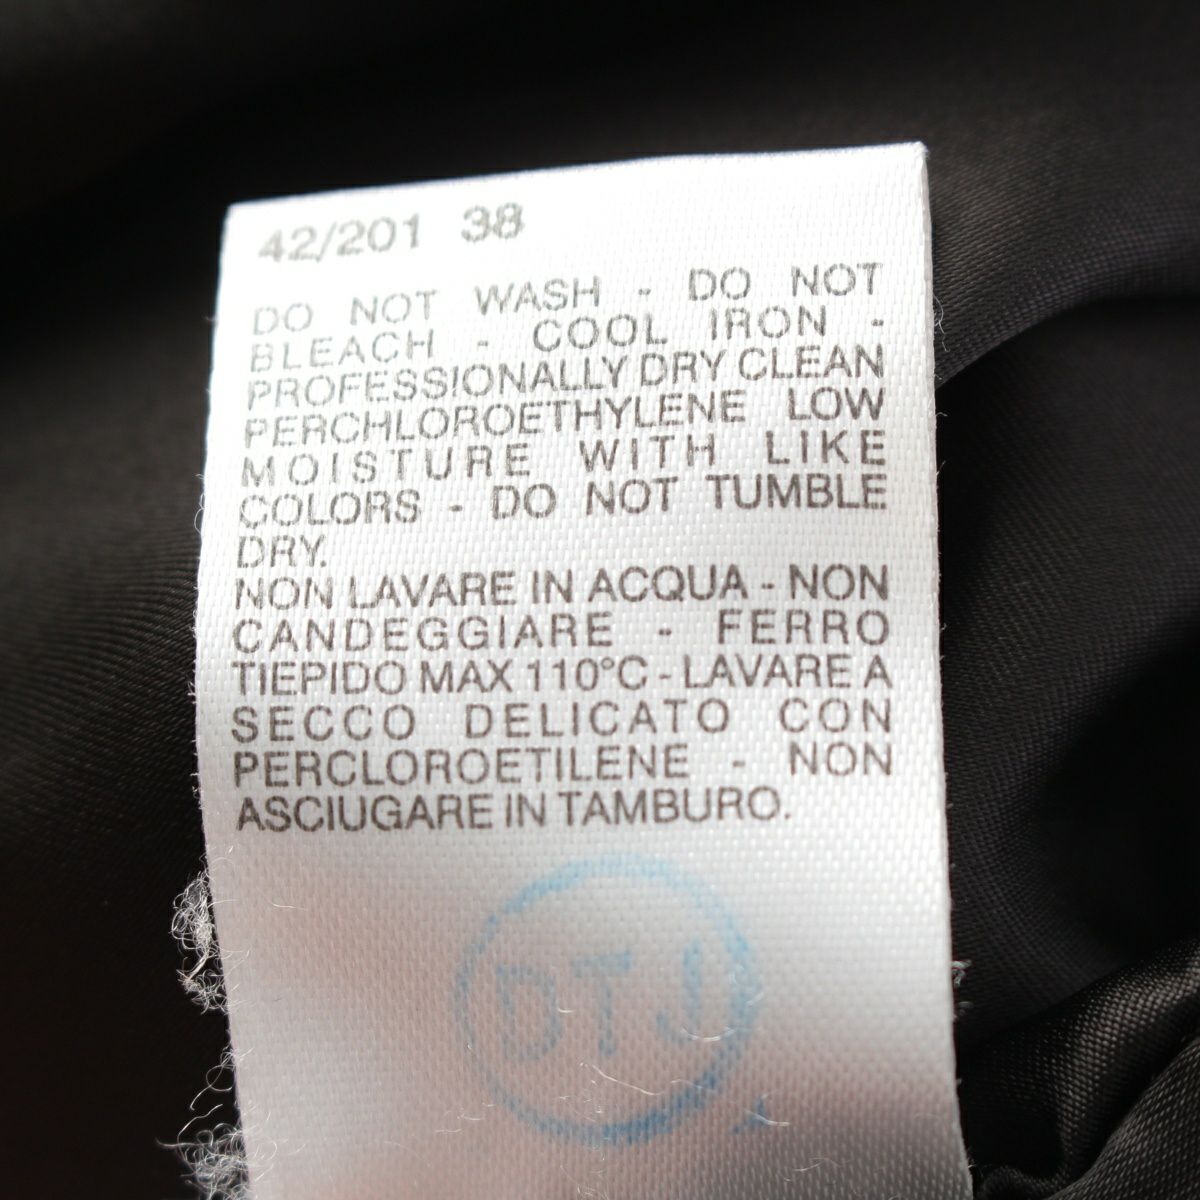 42/201 38
DO NOT WASH - DO NOT
BLEACH - COOL IRON -
PROFESSIONALLY DRY CLEAN
PERCHLOROETHYLENE LOW
MOISTURE WITH LIKE
COLORS - DO NOT TUMBLE
DRY.
NON LAVARE IN ACQUA - NON
CANDEGGIARE - FERRO
TIEPIDO MAX 110°C - LAVARE A
SECCO DELICATO CON
PERCLOROETILENE - NON
ASCIUGARE IN TAMBURO.
DTJ